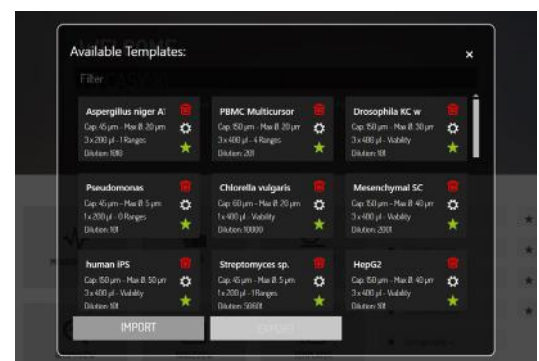 Available Templates:
×
Filter
Aspergillus niger A
Cap: 45 µm - Max Ø: 20 µm
3 x 200 µl - 1 Ranges
Dilution: 1010
PBMC Multicursor
Cap: 150 µm - Max Ø: 20 µm
3 x 400 µl - 4 Ranges
Dilution: 201
Drosophila KC w
Cap: 150 µm - Max Ø: 30 µm
3 x 400 µl - Viability
Dilution: 101
Pseudomonas
Cap: 45 µm - Max Ø: 5 µm
1 x 200 µl - 0 Ranges
Dilution: 101
Chlorella vulgaris
Cap: 60 µm - Max Ø: 20 µm
1 x 400 µl - Viability
Dilution: 10000
Mesenchymal SC
Cap: 150 µm - Max Ø: 40 µm
3 x 400 µl - Viability
Dilution: 2001
human iPS
Cap: 150 µm - Max Ø: 50 µm
3 x 400 µl - Viability
Dilution: 101
Streptomyces sp.
Cap: 45 µm - Max Ø: 5 µm
1 x 200 µl - 1 Ranges
HepG2
Cap: 150 µm - Max Ø: 40 µm
3 x 400 µl - Viability
Dilution: 101
IMPORT
EXPORT